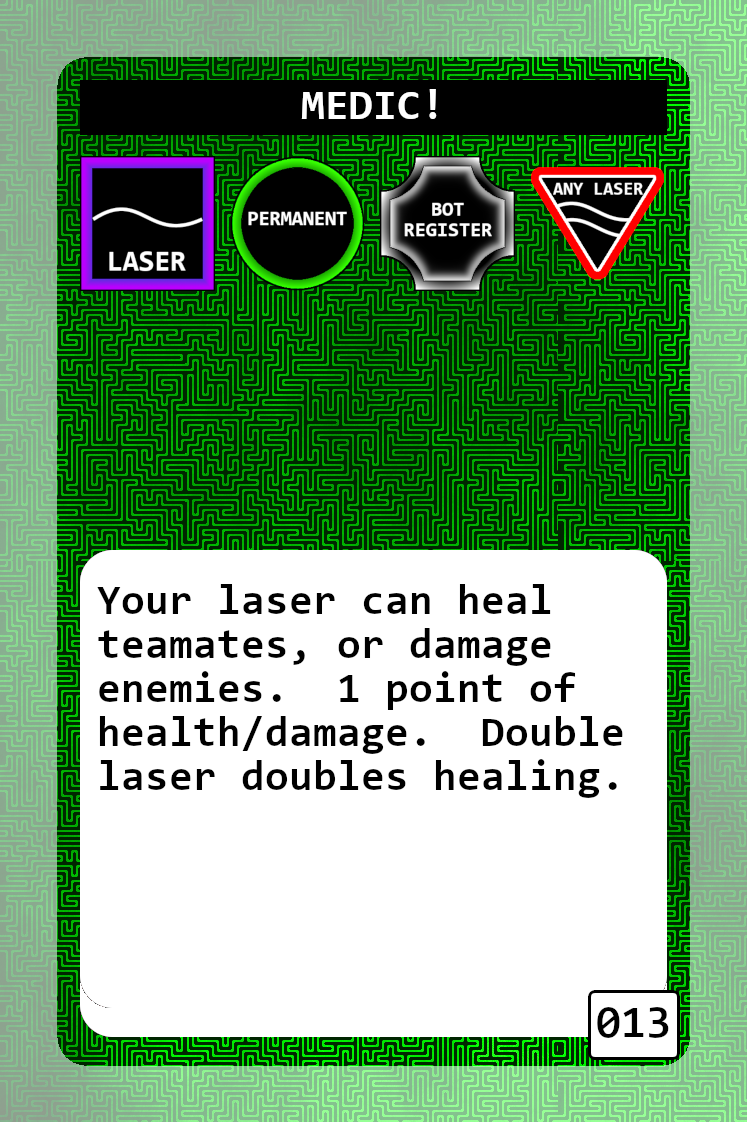 MEDIC!
LASER
PERMANENT
BOT
REGISTER
ANY LASER
Your laser can heal
teamates, or damage
enemies.  1 point of
health/damage.  Double
laser doubles healing.
013